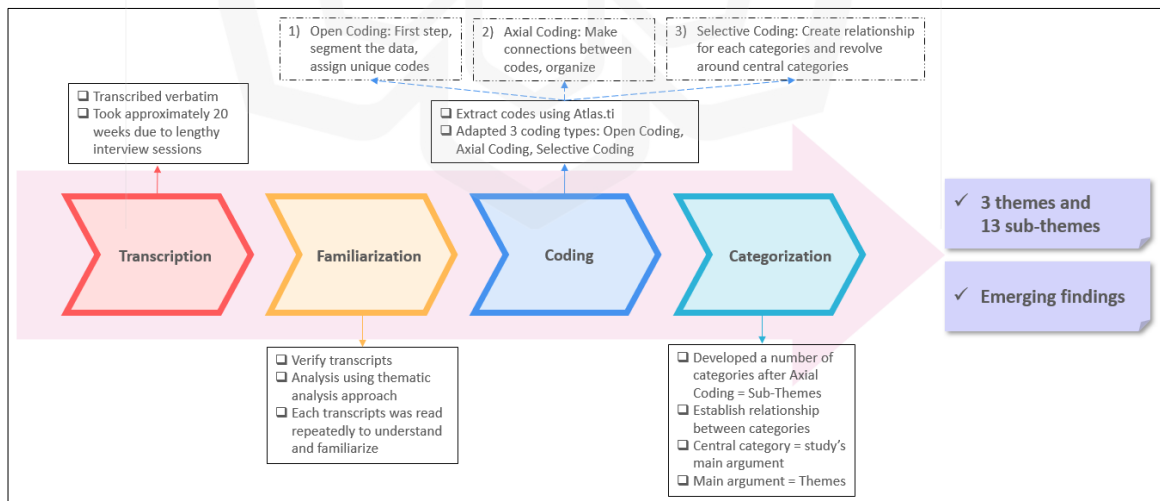 1) Open Coding: First step,
segment the data,
assign unique codes
2) Axial Coding: Make
connections between
codes, organize
3) Selective Coding: Create relationship
for each categories and revolve
around central categories
❑ Transcribed verbatim
❑ Took approximately 20
weeks due to lengthy
interview sessions
❑ Extract codes using Atlas.ti
❑ Adapted 3 coding types: Open Coding,
Axial Coding, Selective Coding
Transcription
Familiarization
Coding
Categorization
✓ 3 themes and
13 sub-themes
✓ Emerging findings
❑ Verify transcripts
❑ Analysis using thematic
analysis approach
❑ Each transcripts was read
repeatedly to understand
and familiarize
❑ Developed a number of
categories after Axial
Coding = Sub-Themes
❑ Establish relationship
between categories
❑ Central category = study's
main argument
❑ Main argument = Themes